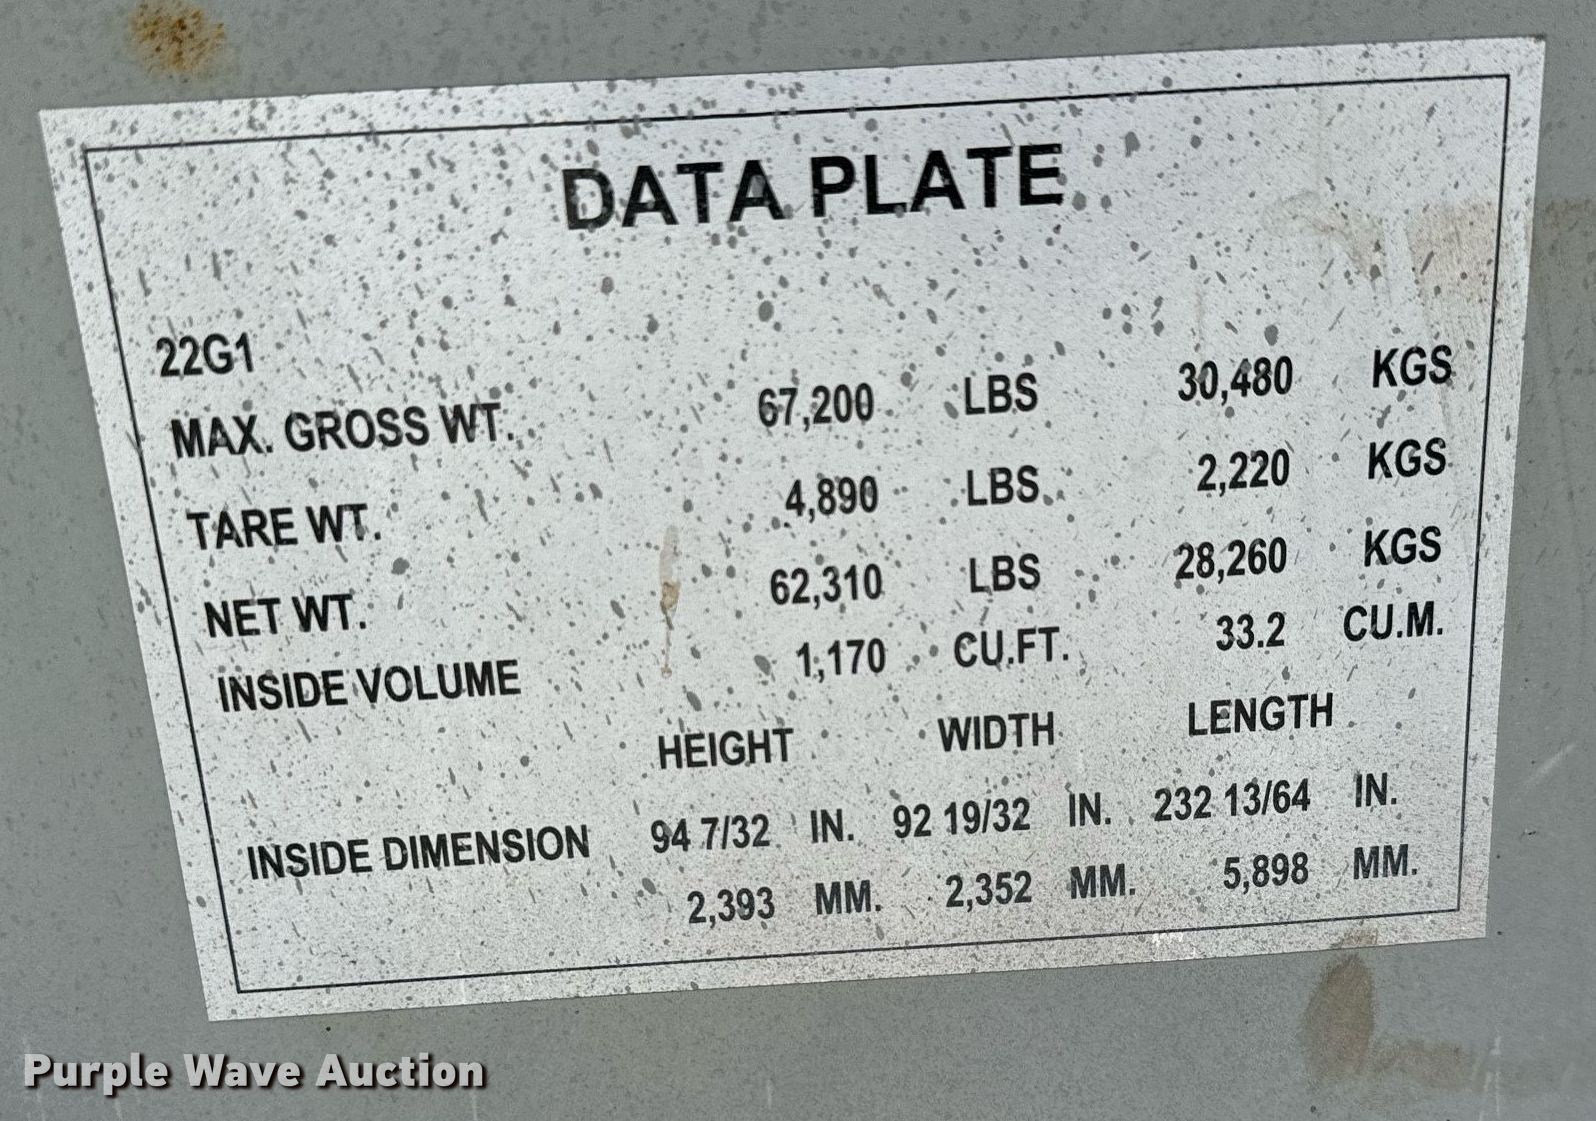 DATA PLATE
22G1
MAX. GROSS WT. 67,200 LBS 30,480 KGS
TARE WT. 4,890 LBS 2,220 KGS
NET WT. 62,310 LBS 28,260 KGS
INSIDE VOLUME 1,170 CU.FT. 33.2 CU.M.
HEIGHT WIDTH LENGTH
INSIDE DIMENSION 94 7/32 IN. 92 19/32 IN. 232 13/64 IN.
2,393 MM. 2,352 MM. 5,898 MM.
Purple Wave Auction